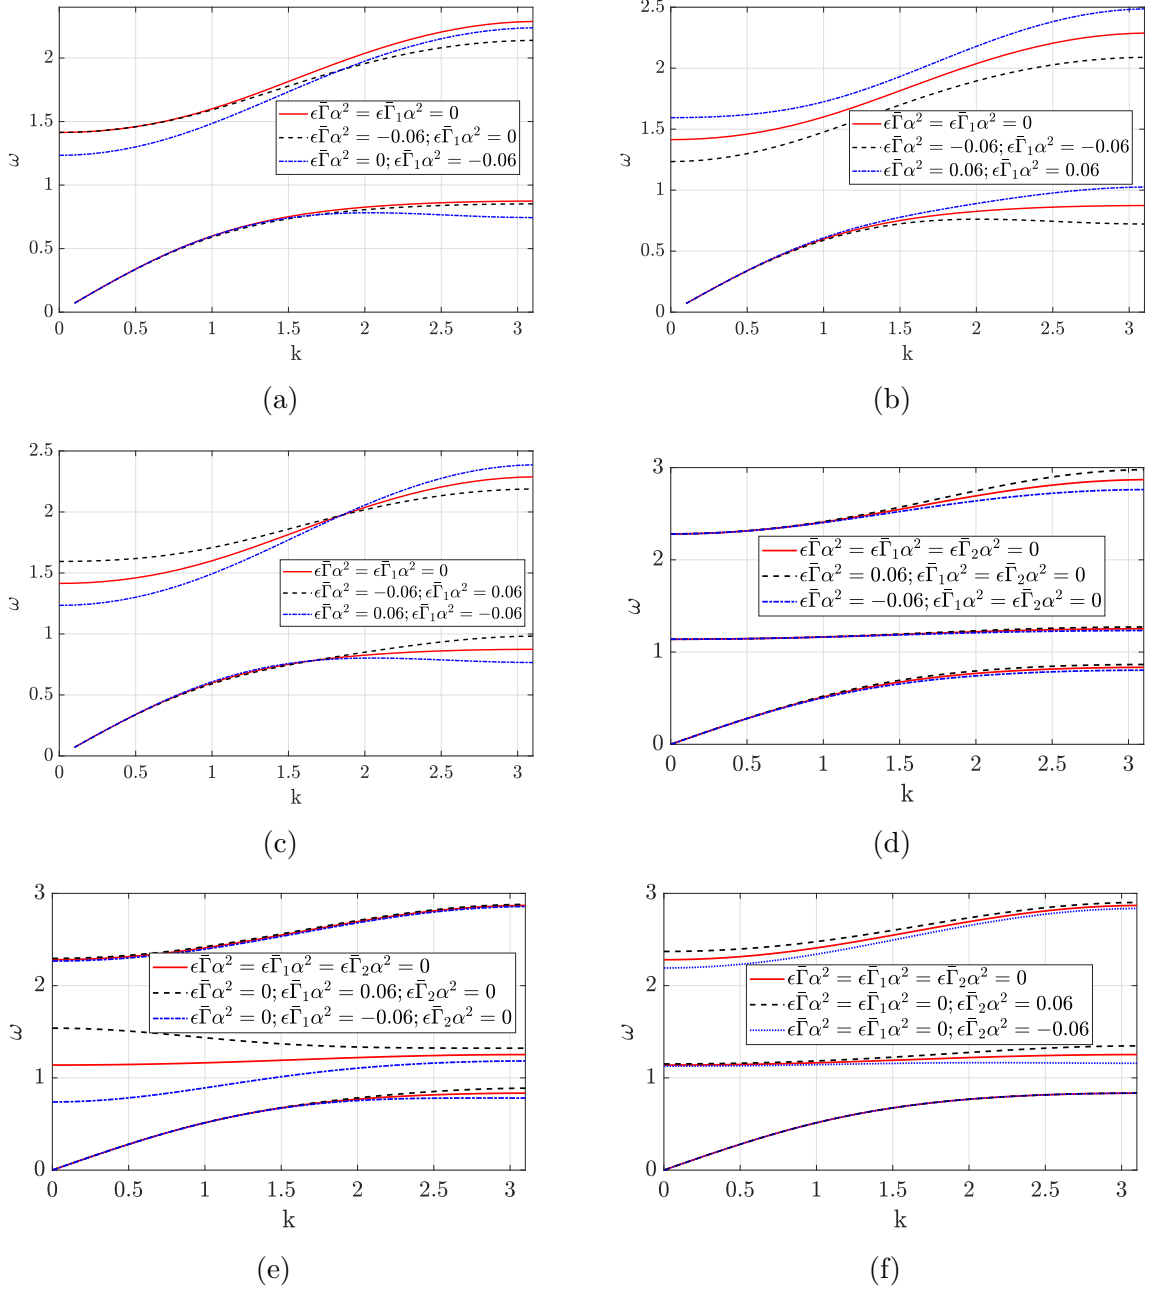 2
1.5
1
0.5
0
ω
ϵΓ̄α² = ϵΓ̄₁α² = 0
ϵΓ̄α² = −0.06; ϵΓ̄₁α² = 0
ϵΓ̄α² = 0; ϵΓ̄₁α² = −0.06
0 0.5 1 1.5 2 2.5 3
k
(a)
2.5
2
1.5
1
0.5
0
ω
ϵΓ̄α² = ϵΓ̄₁α² = 0
ϵΓ̄α² = −0.06; ϵΓ̄₁α² = −0.06
ϵΓ̄α² = 0.06; ϵΓ̄₁α² = 0.06
0 0.5 1 1.5 2 2.5 3
k
(b)
2.5
2
1.5
1
0.5
0
ω
ϵΓ̄α² = ϵΓ̄₁α² = 0
ϵΓ̄α² = −0.06; ϵΓ̄₁α² = 0.06
ϵΓ̄α² = 0.06; ϵΓ̄₁α² = −0.06
0 0.5 1 1.5 2 2.5 3
k
(c)
3
2
1
0
ω
ϵΓ̄α² = ϵΓ̄₁α² = ϵΓ̄₂α² = 0
ϵΓ̄α² = 0.06; ϵΓ̄₁α² = ϵΓ̄₂α² = 0
ϵΓ̄α² = −0.06; ϵΓ̄₁α² = ϵΓ̄₂α² = 0
0 0.5 1 1.5 2 2.5 3
k
(d)
3
2
1
0
ω
ϵΓ̄α² = ϵΓ̄₁α² = ϵΓ̄₂α² = 0
ϵΓ̄α² = 0; ϵΓ̄₁α² = 0.06; ϵΓ̄₂α² = 0
ϵΓ̄α² = 0; ϵΓ̄₁α² = −0.06; ϵΓ̄₂α² = 0
0 0.5 1 1.5 2 2.5 3
k
(e)
3
2
1
0
ω
ϵΓ̄α² = ϵΓ̄₁α² = ϵΓ̄₂α² = 0
ϵΓ̄α² = ϵΓ̄₁α² = 0; ϵΓ̄₂α² = 0.06
ϵΓ̄α² = ϵΓ̄₁α² = 0; ϵΓ̄₂α² = −0.06
0 0.5 1 1.5 2 2.5 3
k
(f)